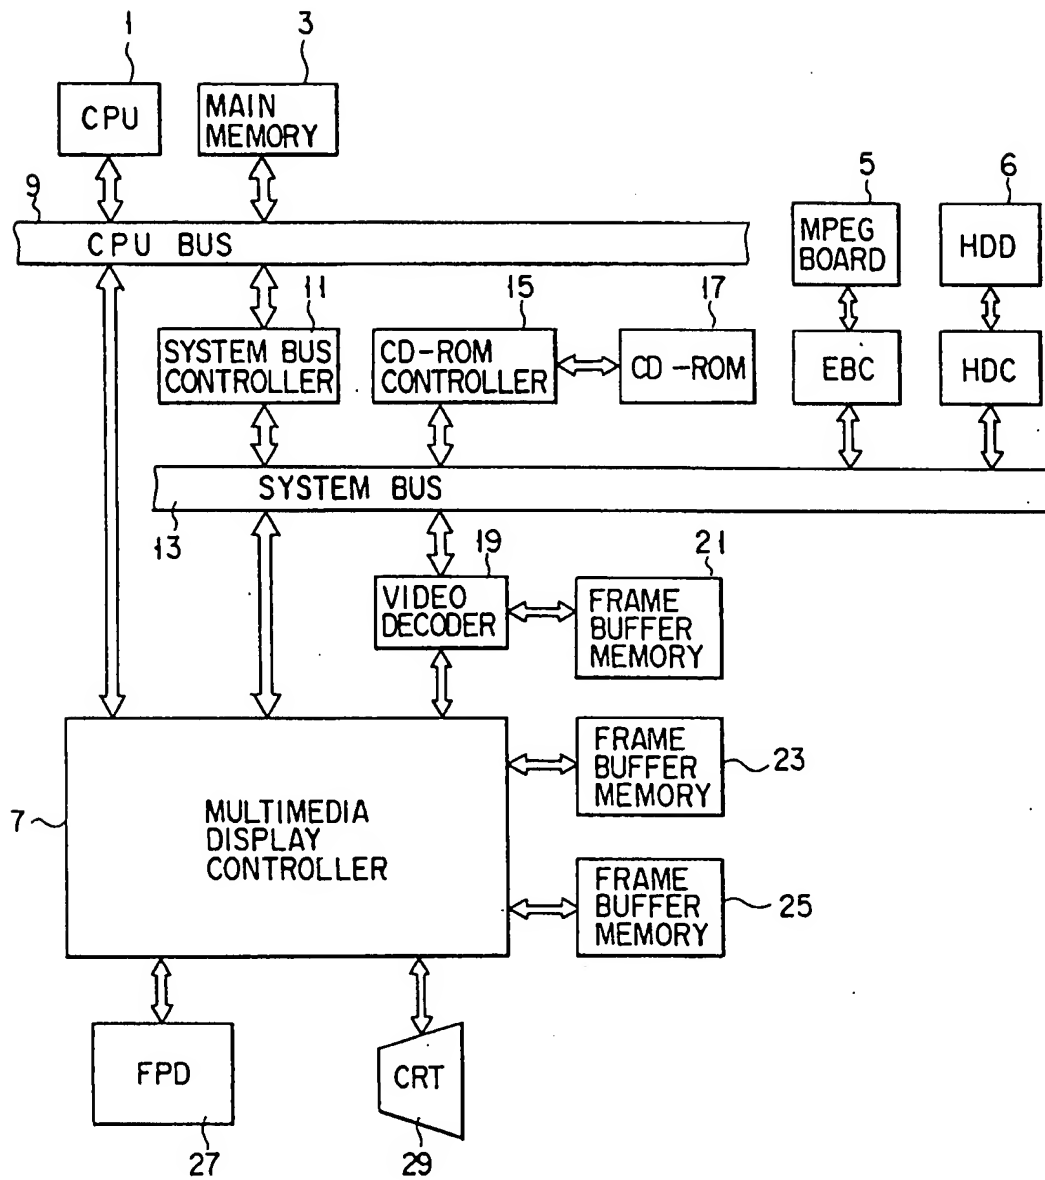 1
3
CPU
MAIN
MEMORY
5
6
9
CPU BUS
MPEG
BOARD
HDD
11
15
17
SYSTEM BUS
CONTROLLER
CD-ROM
CONTROLLER
CD-ROM
EBC
HDC
SYSTEM BUS
13
19
21
VIDEO
DECODER
FRAME
BUFFER
MEMORY
FRAME
BUFFER
MEMORY
23
7
MULTIMEDIA
DISPLAY
CONTROLLER
FRAME
BUFFER
MEMORY
25
FPD
CRT
27
29